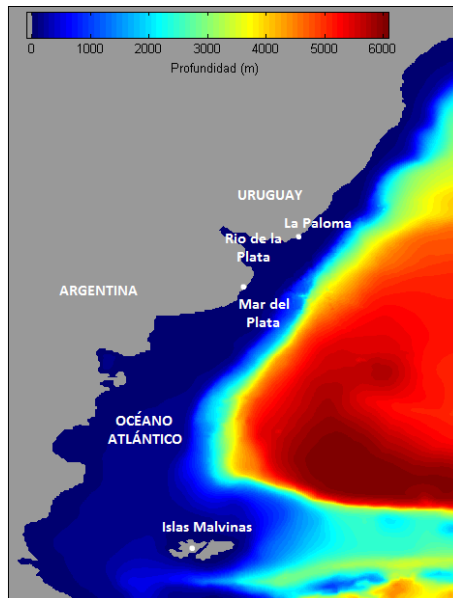 0 1000 2000 3000 4000 5000 6000
Profundidad (m)
URUGUAY
La Paloma
Rio de la
Plata
ARGENTINA
Mar del
Plata
OCÉANO
ATLÁNTICO
Islas Malvinas